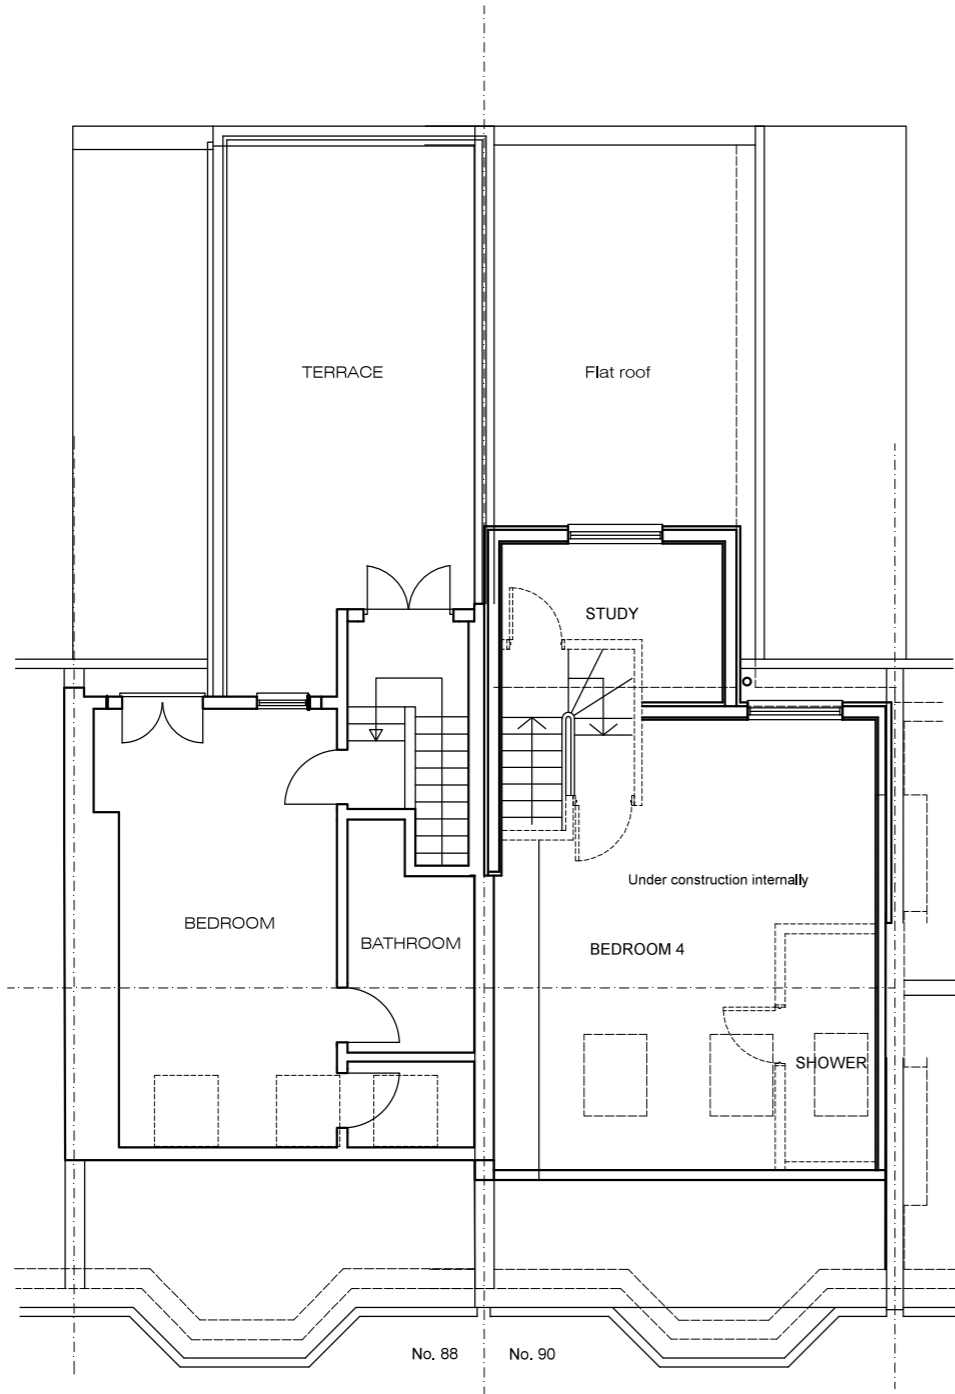 TERRACE
Flat roof
STUDY
Under construction internally
BEDROOM
BATHROOM
BEDROOM 4
SHOWER
No. 88
No. 90